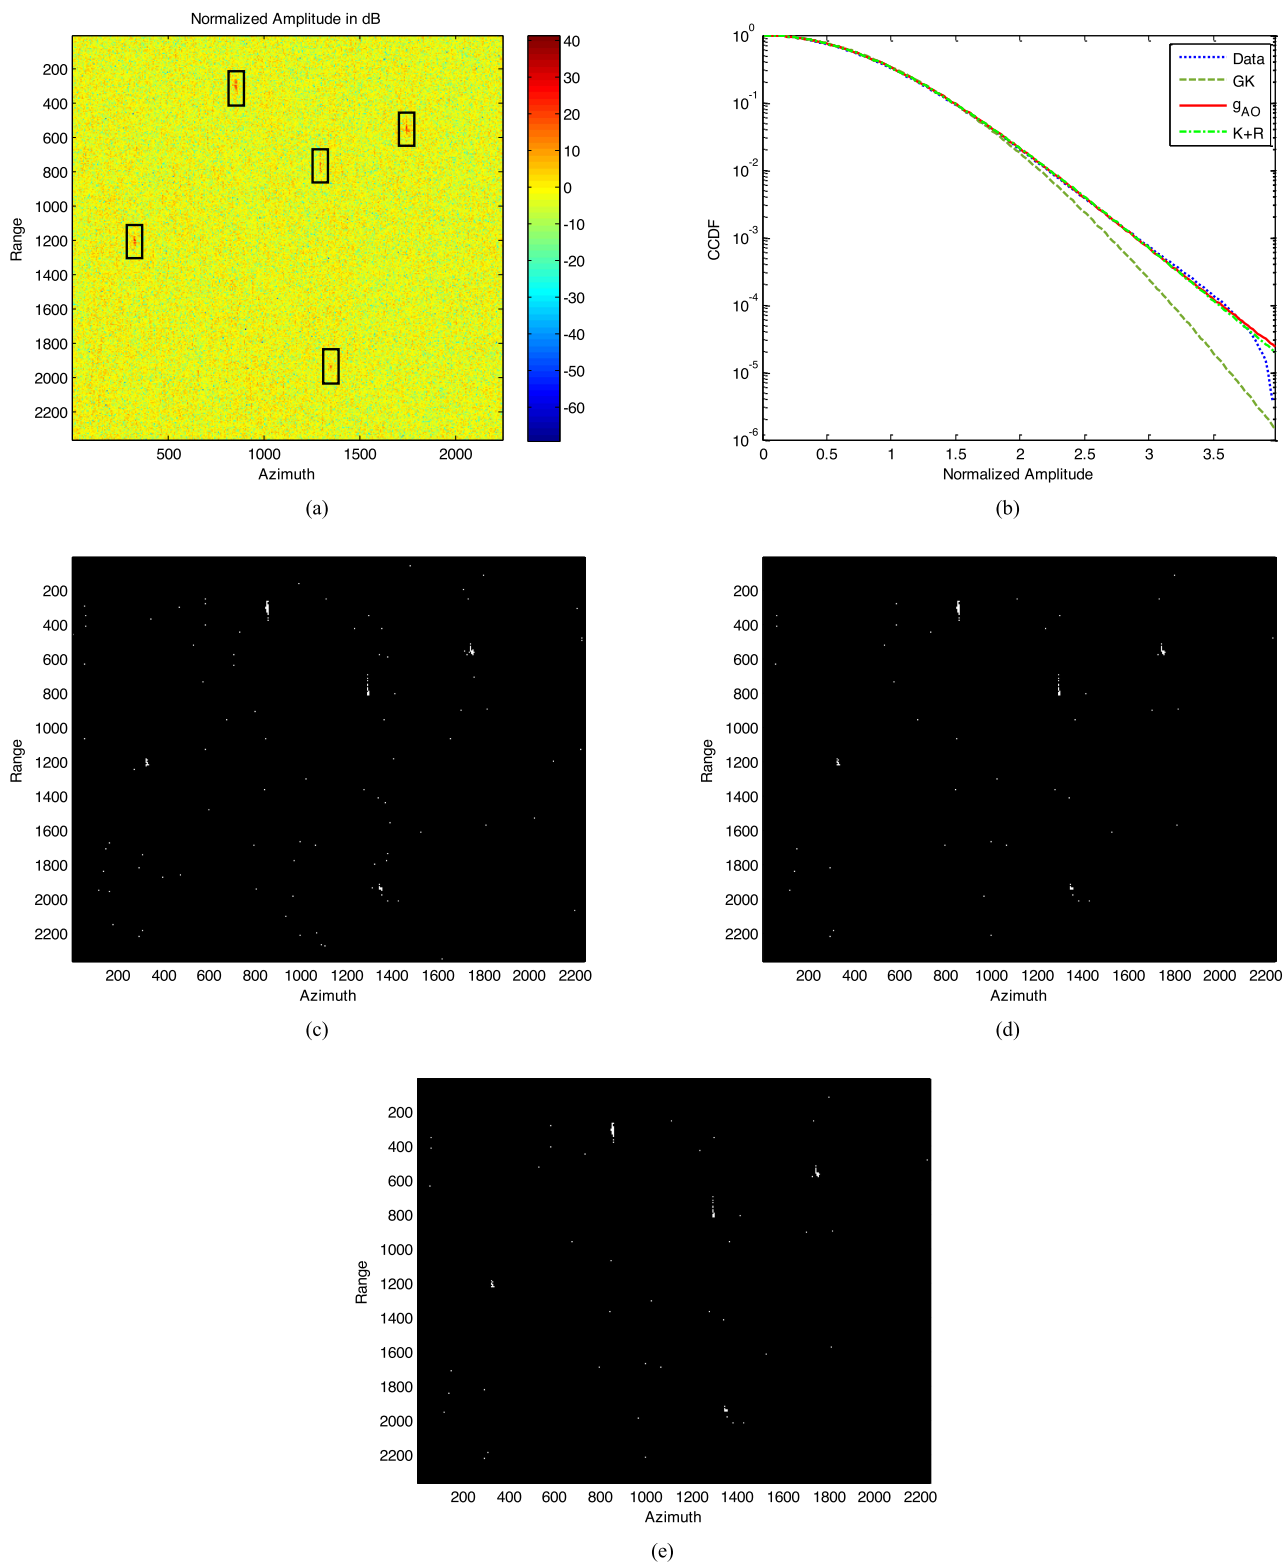 Normalized Amplitude in dB
200
400
600
800
1000
1200
1400
1600
1800
2000
2200
Range
500 1000 1500 2000
Azimuth
40
30
20
10
0
-10
-20
-30
-40
-50
-60
(a)
10^0
10^-1
10^-2
10^-3
10^-4
10^-5
10^-6
CCDF
0 0.5 1 1.5 2 2.5 3 3.5
Normalized Amplitude
Data
GK
g_AO
K+R
(b)
200
400
600
800
1000
1200
1400
1600
1800
2000
2200
Range
200 400 600 800 1000 1200 1400 1600 1800 2000 2200
Azimuth
(c)
200
400
600
800
1000
1200
1400
1600
1800
2000
2200
Range
200 400 600 800 1000 1200 1400 1600 1800 2000 2200
Azimuth
(d)
200
400
600
800
1000
1200
1400
1600
1800
2000
2200
Range
200 400 600 800 1000 1200 1400 1600 1800 2000 2200
Azimuth
(e)